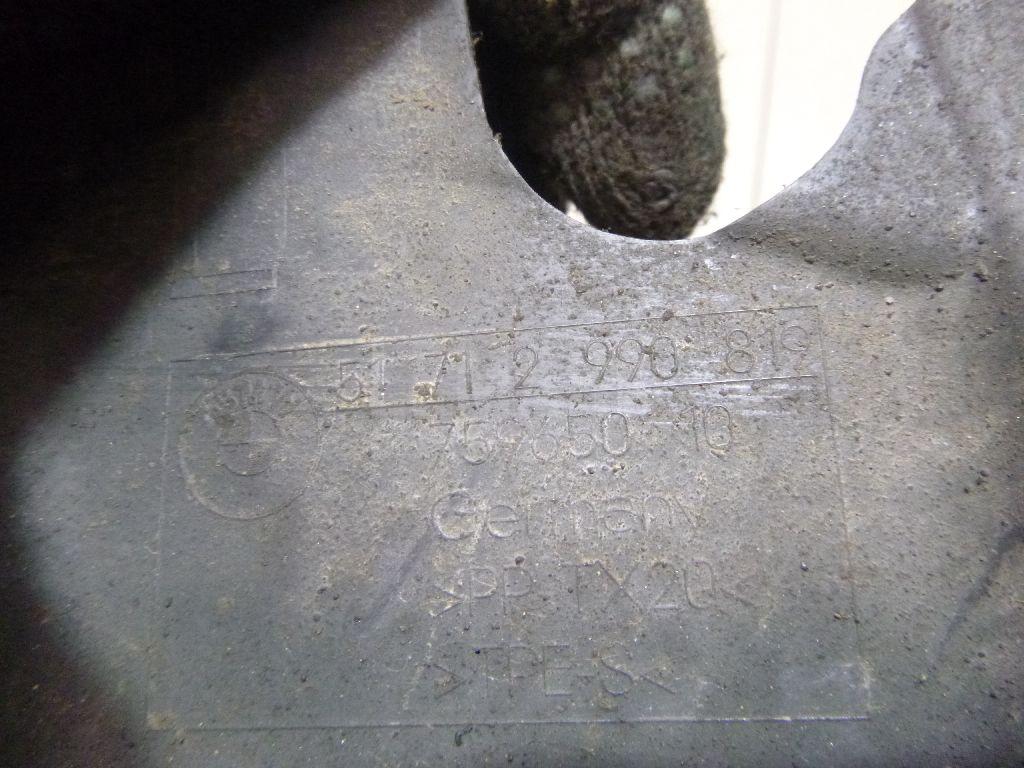 51 71 2 990 819
759650-10
Germany
>PP TX20<
>TPE-S<